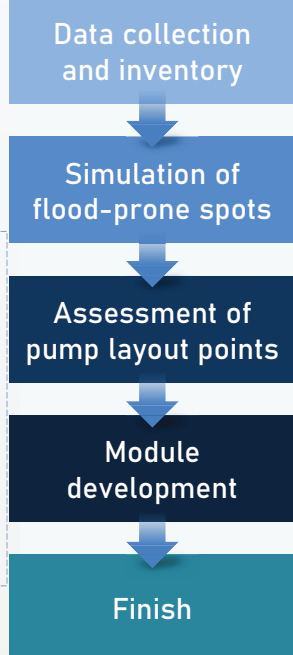 Data collection
and inventory
Simulation of
flood-prone spots
Assessment of
pump layout points
Module
development
Finish